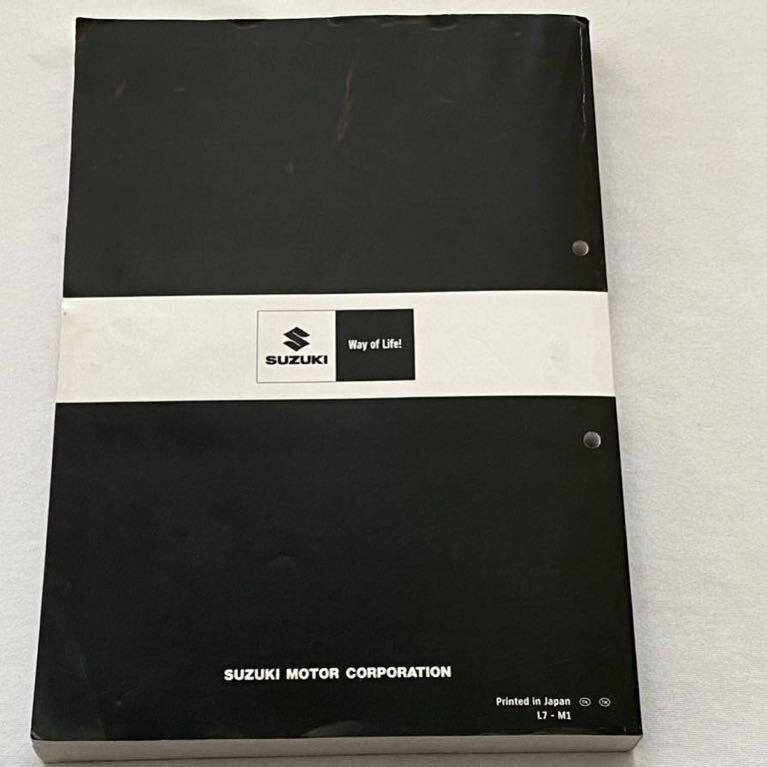 SUZUKI
Way of Life!
SUZUKI MOTOR CORPORATION
Printed in Japan
L7 - M1